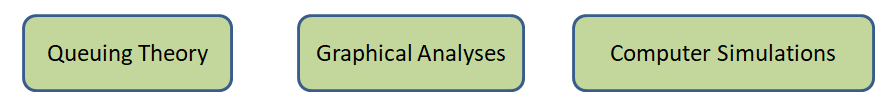 Queuing Theory
Graphical Analyses
Computer Simulations